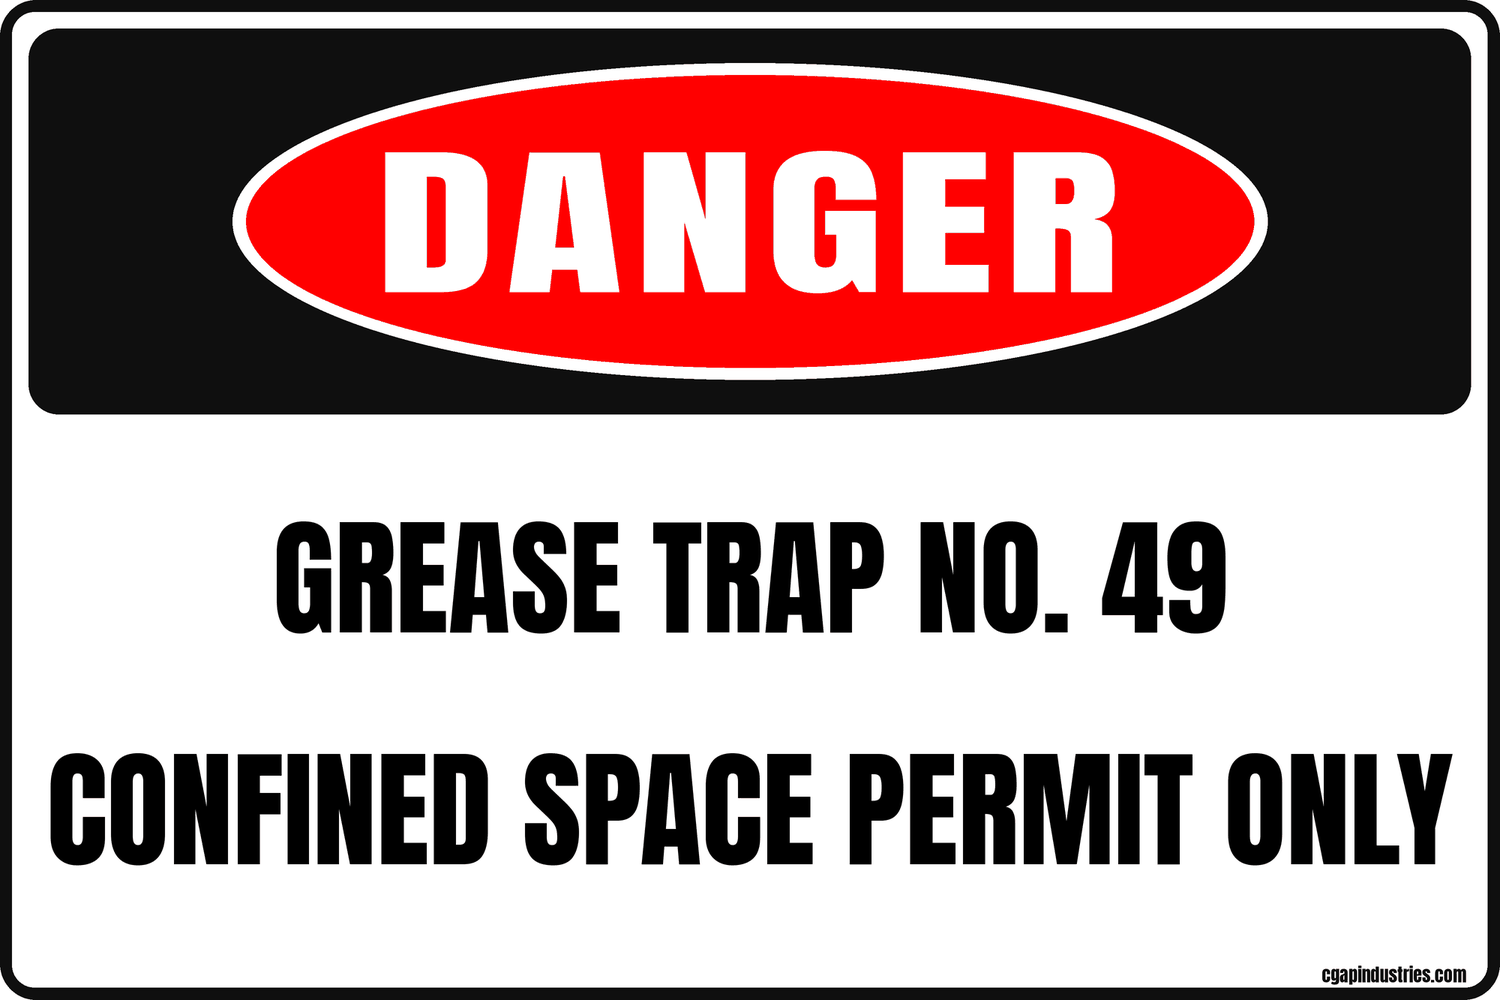 DANGER
GREASE TRAP NO. 49
CONFINED SPACE PERMIT ONLY
cgapindustries.com